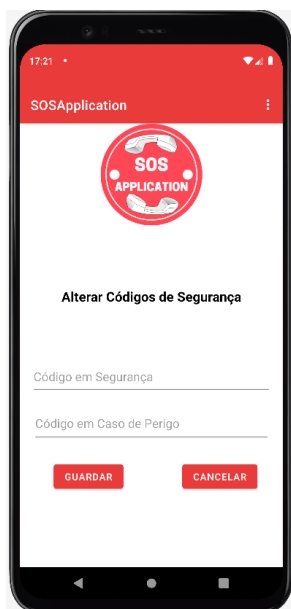 17:21
SOSApplication
SOS
APPLICATION
Alterar Códigos de Segurança
Código em Segurança
Código em Caso de Perigo
GUARDAR
CANCELAR